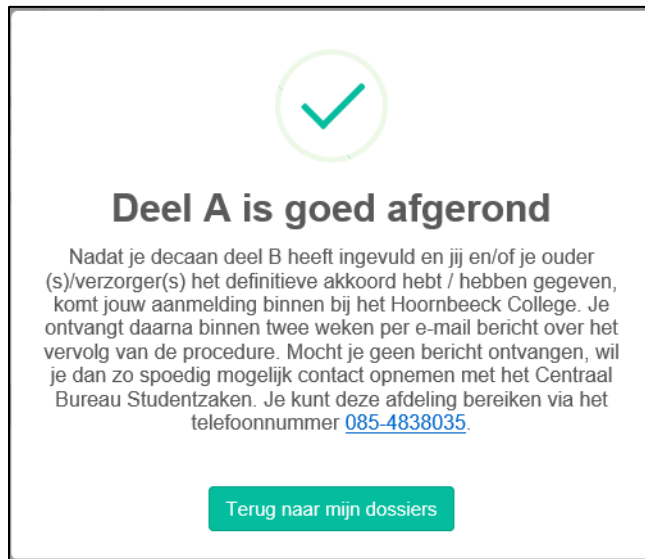 Deel A is goed afgerond
Nadat je decaan deel B heeft ingevuld en jij en/of je ouder
(s)/verzorger(s) het definitieve akkoord hebt / hebben gegeven,
komt jouw aanmelding binnen bij het Hoornbeeck College. Je
ontvangt daarna binnen twee weken per e-mail bericht over het
vervolg van de procedure. Mocht je geen bericht ontvangen, wil
je dan zo spoedig mogelijk contact opnemen met het Centraal
Bureau Studentzaken. Je kunt deze afdeling bereiken via het
telefoonnummer 085-4838035.
Terug naar mijn dossiers